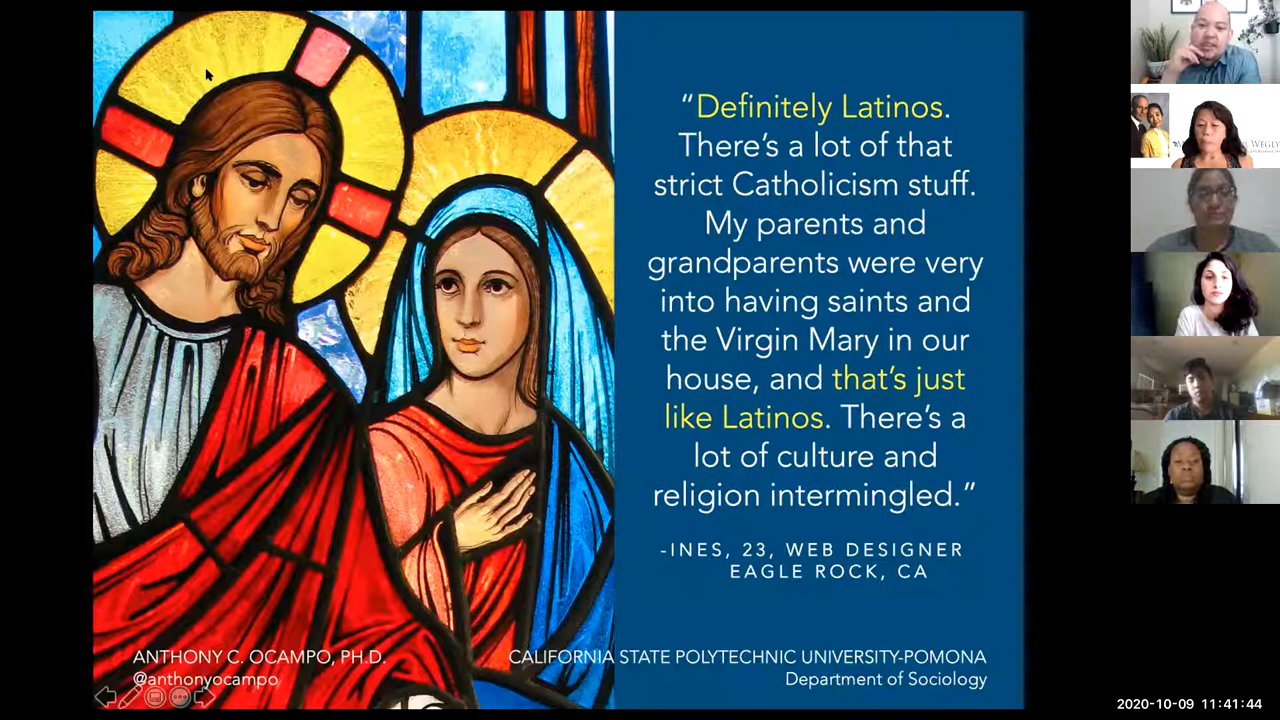 “Definitely Latinos.
There’s a lot of that
strict Catholicism stuff.
My parents and
grandparents were very
into having saints and
the Virgin Mary in our
house, and that’s just
like Latinos. There’s a
lot of culture and
religion intermingled.”
-INES, 23, WEB DESIGNER
EAGLE ROCK, CA
ANTHONY C. OCAMPO, PH.D.
@anthonyocampo
CALIFORNIA STATE POLYTECHNIC UNIVERSITY-POMONA
Department of Sociology
2020-10-09 11:41:44